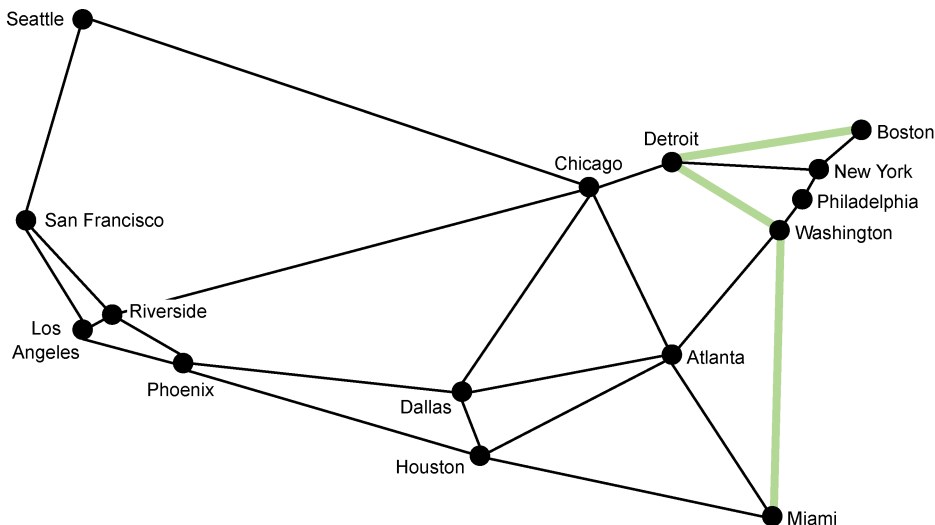 Seattle
Boston
Detroit
Chicago
New York
Philadelphia
San Francisco
Washington
Riverside
Los
Angeles
Atlanta
Phoenix
Dallas
Houston
Miami